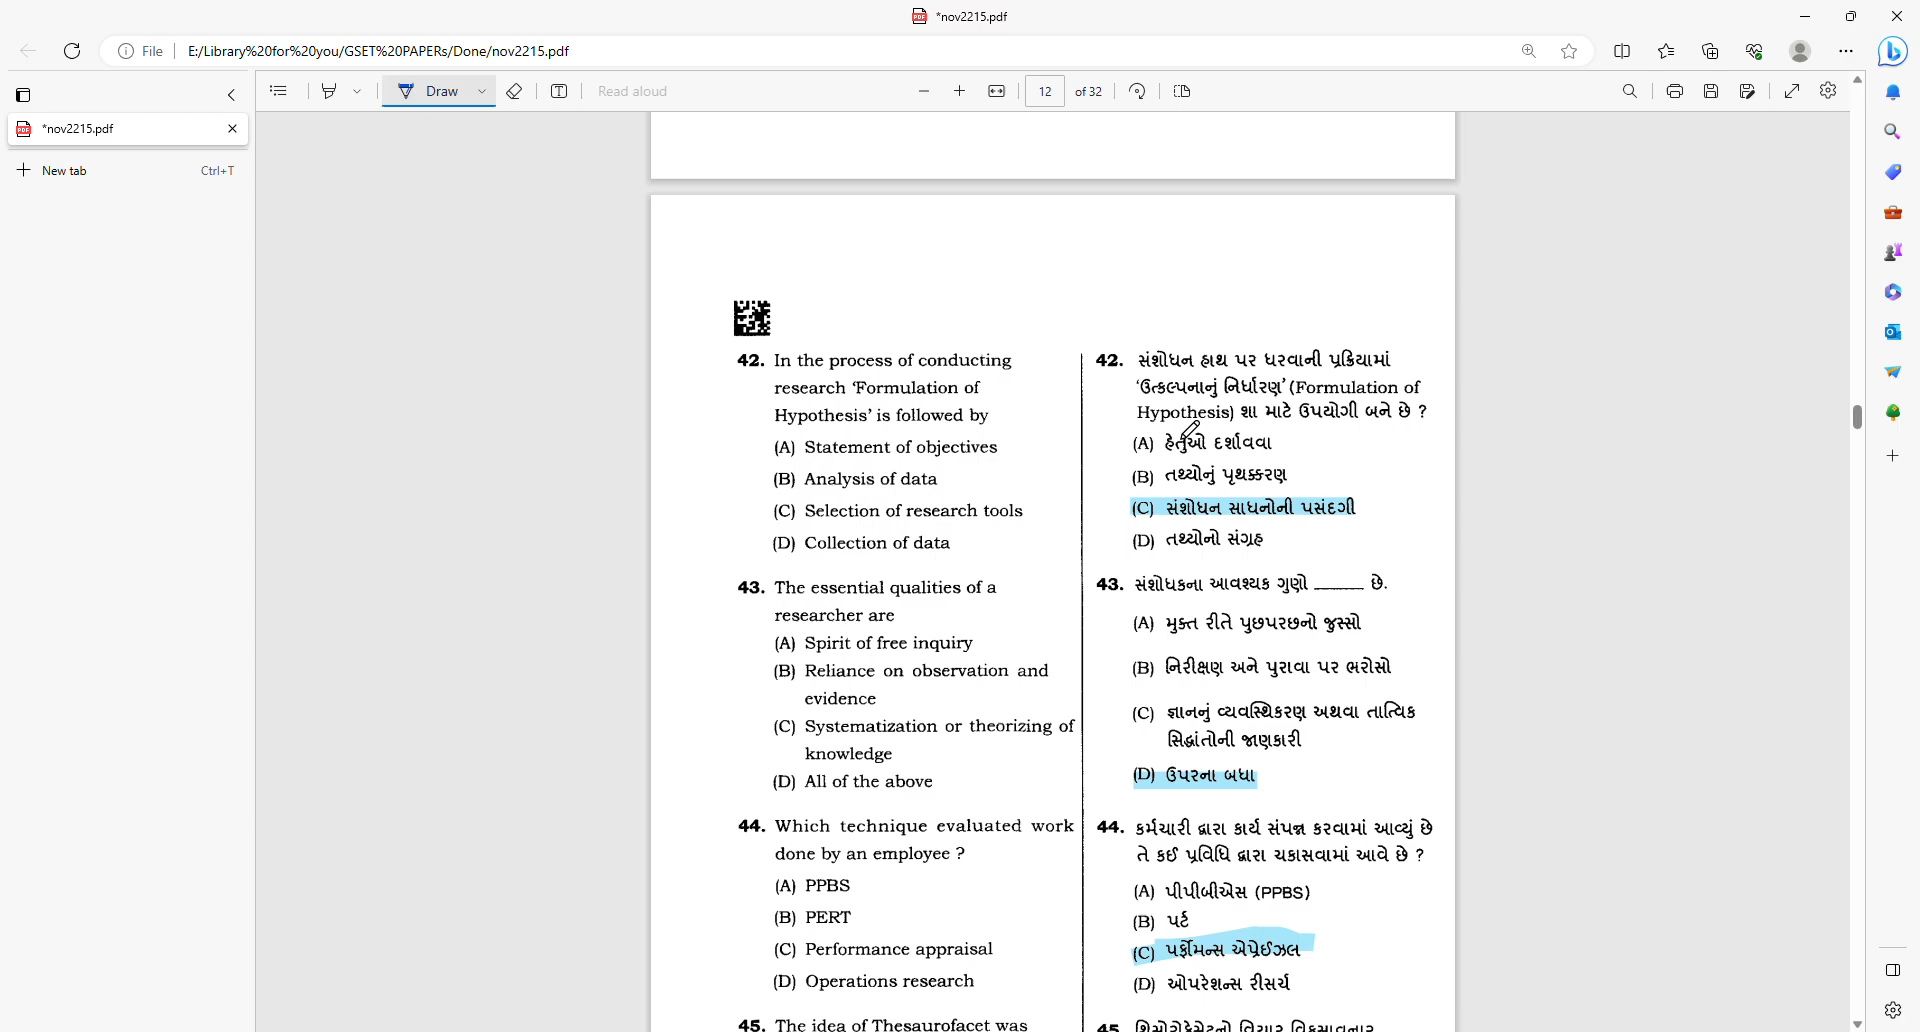 *nov2215.pdf
File
E:/Library%20for%20you/GSET%20PAPERs/Done/nov2215.pdf
*nov2215.pdf
New tab
Ctrl+T
Draw
Read aloud
12
of 32
42. In the process of conducting
research 'Formulation of
Hypothesis' is followed by
(A) Statement of objectives
(B) Analysis of data
(C) Selection of research tools
(D) Collection of data
43. The essential qualities of a
researcher are
(A) Spirit of free inquiry
(B) Reliance on observation and
evidence
(C) Systematization or theorizing of
knowledge
(D) All of the above
44. Which technique evaluated work
done by an employee ?
(A) PPBS
(B) PERT
(C) Performance appraisal
(D) Operations research
45. The idea of Thesaurofacet was
42. સંશોધન હાથ પર ધરવાની પ્રક્રિયામાં
'ઉત્કલ્પનાનું નિર્ધારણ' (Formulation of
Hypothesis) શા માટે ઉપયોગી બને છે ?
(A) હેતુઓ દર્શાવવા
(B) તથ્યોનું પૃથક્કરણ
(C) સંશોધન સાધનોની પસંદગી
(D) તથ્યોનો સંગ્રહ
43. સંશોધકના આવશ્યક ગુણો ______ છે.
(A) મુક્ત રીતે પુછપરછનો જુસ્સો
(B) નિરીક્ષણ અને પુરાવા પર ભરોસો
(C) જ્ઞાનનું વ્યવસ્થિકરણ અથવા તાત્વિક
સિદ્ધાંતોની જાણકારી
(D) ઉપરના બધા
44. કર્મચારી દ્વારા કાર્ય સંપન્ન કરવામાં આવ્યું છે
તે કઈ પ્રવિધિ દ્વારા ચકાસવામાં આવે છે ?
(A) પીપીબીએસ (PPBS)
(B) પર્ટ
(C) પર્ફોમન્સ એપ્રેઈઝલ
(D) ઓપરેશન્સ રીસર્ચ
45.